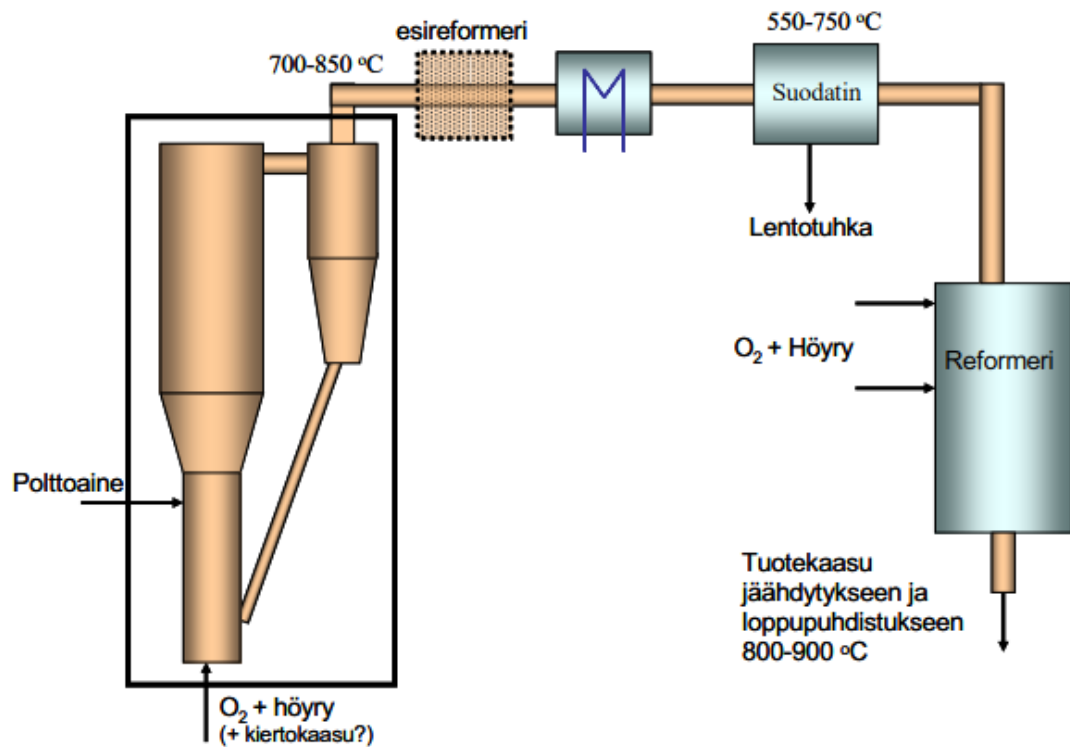 esireformeri
550-750 °C
700-850 °C
Suodatin
Lentotuhka
O₂ + Höyry
Reformeri
Polttoaine
Tuotekaasu
jäähdytykseen ja
loppupuhdistukseen
800-900 °C
O₂ + höyry
(+ kiertokaasu?)